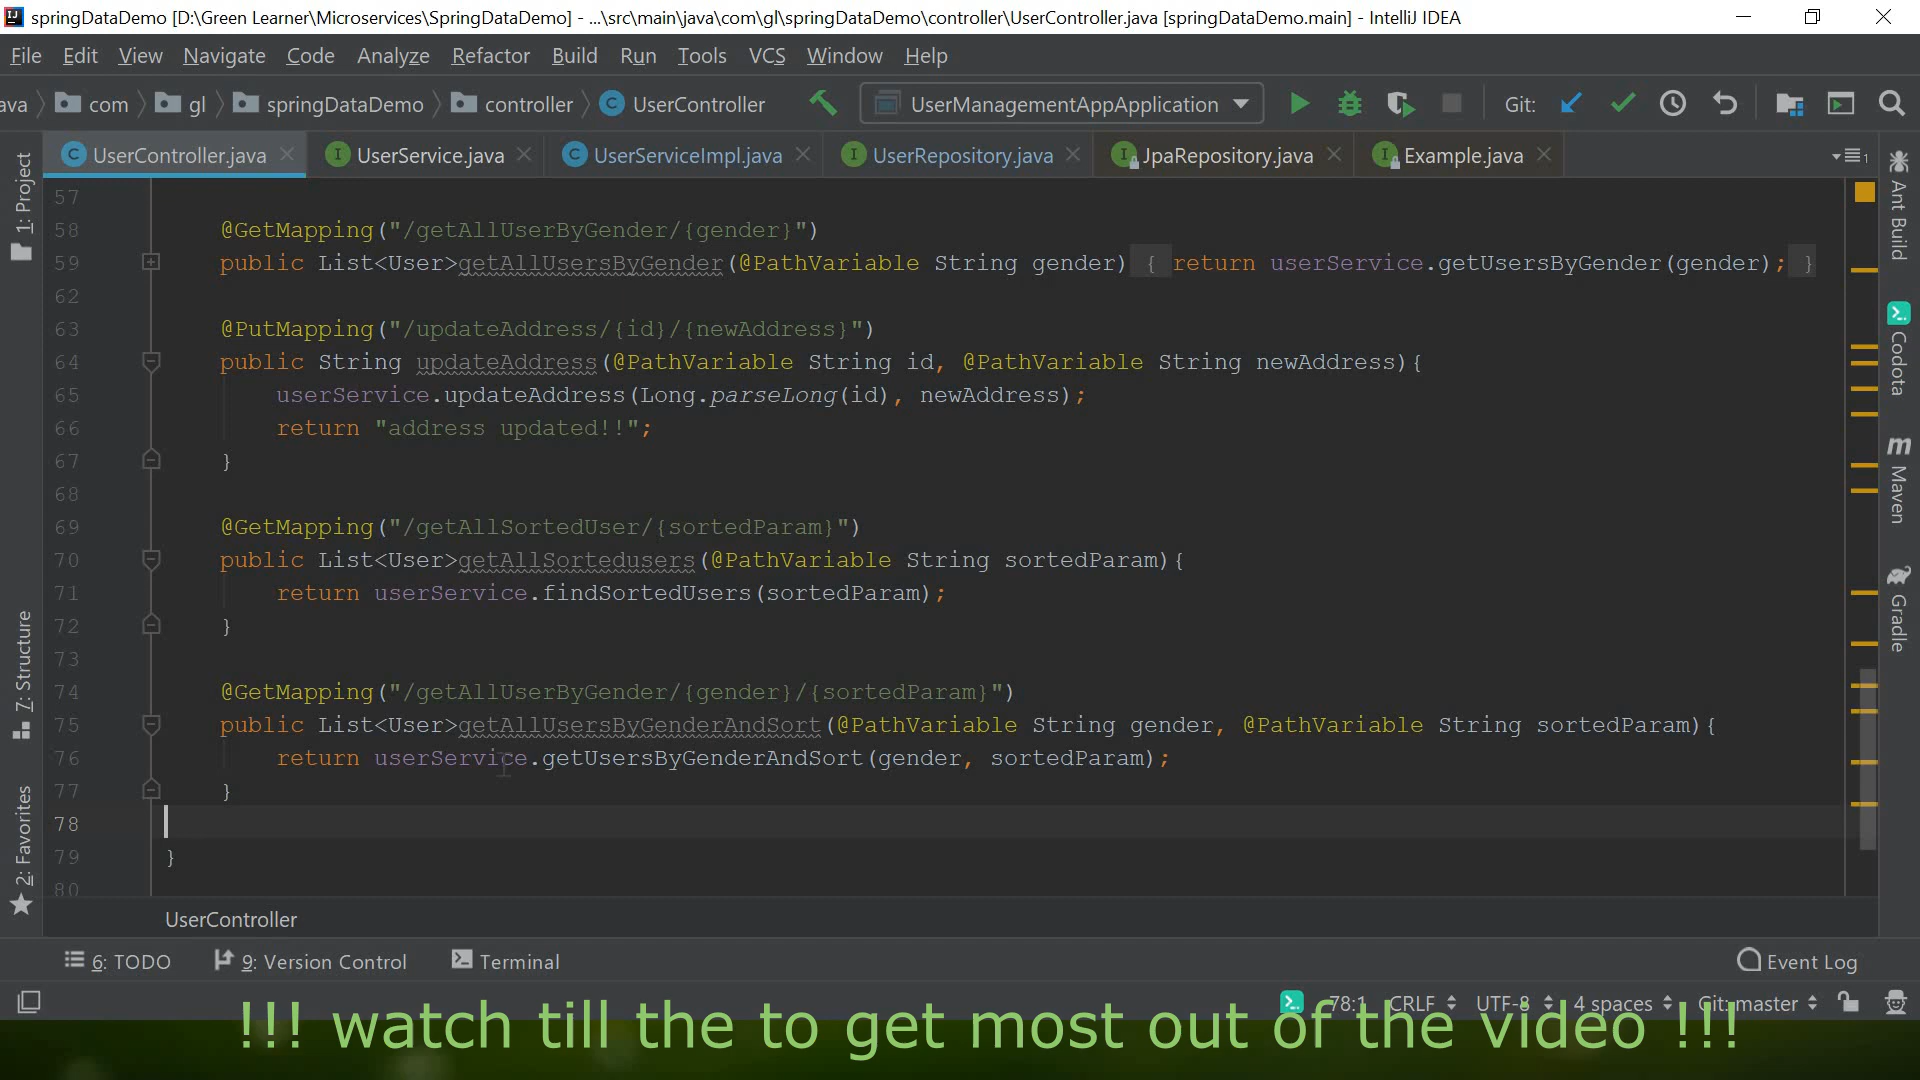 springDataDemo [D:\Green Learner\Microservices\SpringDataDemo] - ...\src\main\java\com\gl\springDataDemo\controller\UserController.java [springDataDemo.main] - IntelliJ IDEA
File Edit View Navigate Code Analyze Refactor Build Run Tools VCS Window Help
ava com gl springDataDemo controller UserController UserManagementAppApplication Git:
UserController.java UserService.java UserServiceImpl.java UserRepository.java JpaRepository.java Example.java
1: Project
Z: Structure
2: Favorites
57
58 @GetMapping("/getAllUserByGender/{gender}")
59 public List<User>getAllUsersByGender(@PathVariable String gender) { return userService.getUsersByGender(gender); }
62
63 @PutMapping("/updateAddress/{id}/{newAddress}")
64 public String updateAddress(@PathVariable String id, @PathVariable String newAddress){
65 userService.updateAddress(Long.parseLong(id), newAddress);
66 return "address updated!!";
67 }
68
69 @GetMapping("/getAllSortedUser/{sortedParam}")
70 public List<User>getAllSortedusers(@PathVariable String sortedParam){
71 return userService.findSortedUsers(sortedParam);
72 }
73
74 @GetMapping("/getAllUserByGender/{gender}/{sortedParam}")
75 public List<User>getAllUsersByGenderAndSort(@PathVariable String gender, @PathVariable String sortedParam){
76 return userService.getUsersByGenderAndSort(gender, sortedParam);
77 }
78
79 }
80
Ant Build
Codota
Maven
Gradle
UserController
6: TODO 9: Version Control Terminal Event Log
78:1 CRLF UTF-8 4 spaces Git: master
!!! watch till the to get most out of the video !!!